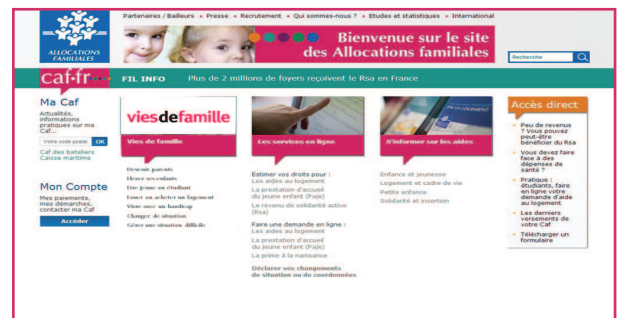 Partenaires / Bailleurs • Presse • Recrutement • Qui sommes-nous ? • Etudes et statistiques • International
ALLOCATIONS
FAMILIALES
Bienvenue sur le site
des Allocations familiales
Recherche
caf.fr
FIL INFO Plus de 2 millions de foyers reçoivent le Rsa en France
Ma Caf
Actualités,
informations
pratiques sur ma
Caf...
Votre code postal OK
Caf des bateliers
Caisse maritime
Mon Compte
Mes paiements,
mes démarches,
contacter ma Caf
Accéder
viesdefamille
Vies de famille
Devenir parents
Elever ses enfants
Etre jeune ou étudiant
Louer ou acheter un logement
Vivre avec un handicap
Changer de situation
Gérer une situation difficile
Les services en ligne
Estimer vos droits pour :
Les aides au logement
La prestation d'accueil
du jeune enfant (Paje)
Le revenu de solidarité active
(Rsa)
Faire une demande en ligne :
Les aides au logement
La prestation d'accueil
du jeune enfant (Paje)
La prime à la naissance
Déclarer vos changements
de situation ou de coordonnées
S'informer sur les aides
Enfance et jeunesse
Logement et cadre de vie
Petite enfance
Solidarité et insertion
Accès direct
Peu de revenus
? Vous pouvez
peut-être
bénéficier du Rsa
Vous devez faire
face à des
dépenses de
santé ?
Pratique :
étudiants, faire
en ligne votre
demande d'aide
au logement
Les derniers
versements de
votre Caf
Télécharger un
formulaire